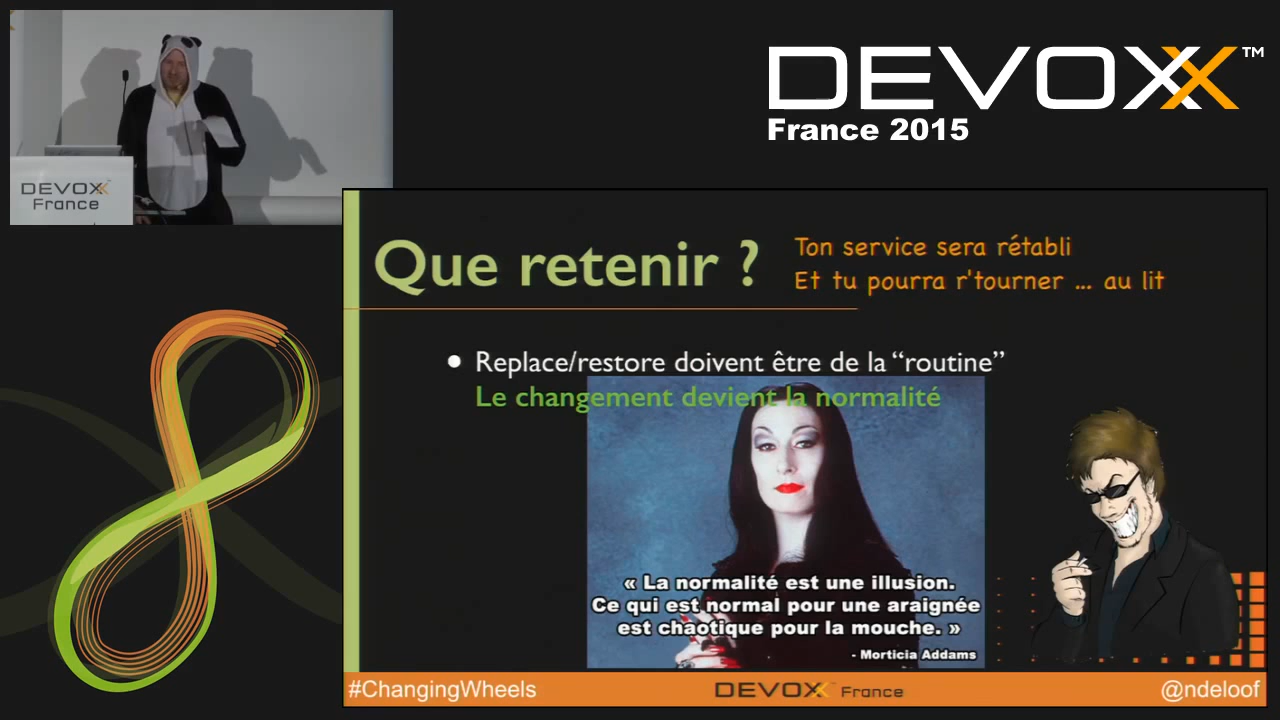 DEVOXX™
France 2015
DEVOXX
France
Que retenir ?
Ton service sera rétabli
Et tu pourra r'tourner ... au lit
Replace/restore doivent être de la “routine”
Le changement devient la normalité
« La normalité est une illusion.
Ce qui est normal pour une araignée
est chaotique pour la mouche. »
- Morticia Addams
#ChangingWheels
DEVOXX France
@ndeloof